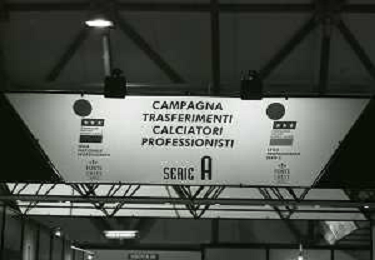 CAMPAGNA
TRASFERIMENTI
CALCIATORI
PROFESSIONISTI
SERIE A